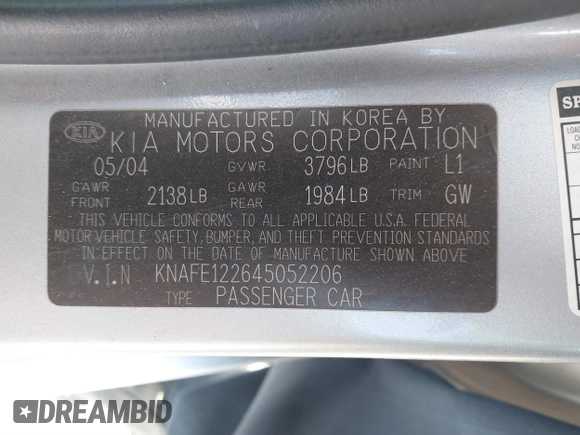 MANUFACTURED IN KOREA BY
KIA KIA MOTORS CORPORATION
05/04 GVWR 3796LB PAINT L1
GAWR FRONT 2138LB GAWR REAR 1984LB TRIM GW
THIS VEHICLE CONFORMS TO ALL APPLICABLE U.S.A. FEDERAL
MOTOR VEHICLE SAFETY, BUMPER, AND THEFT PREVENTION STANDARDS
IN EFFECT ON THE DATE OF MANUFACTURE SHOWN ABOVE
V.I.N KNAFE122645052206
TYPE PASSENGER CAR
SP
DREAMBID